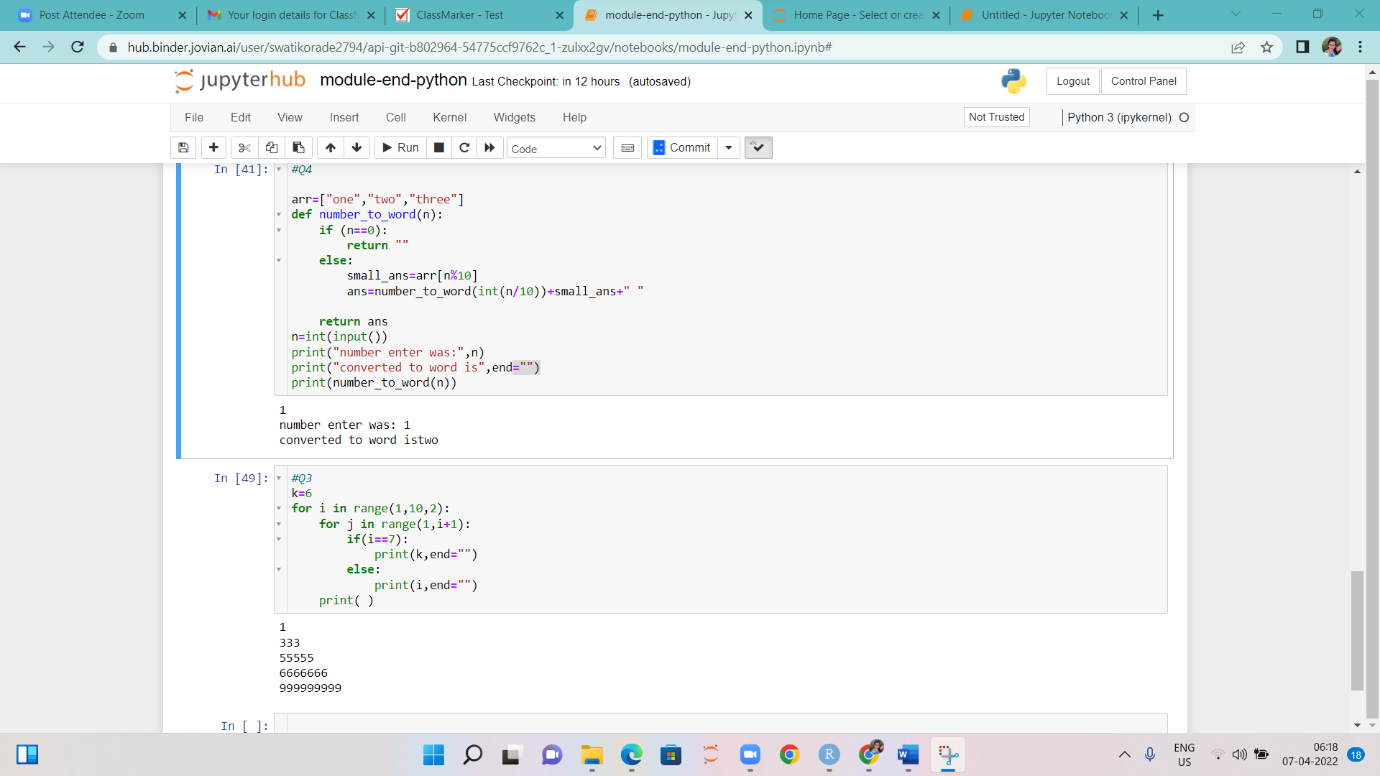 Post Attendee - Zoom
Your login details for ClassM
ClassMarker - Test
module-end-python - Jupyt
Home Page - Select or crea
Untitled - Jupyter Notebook
hub.binder.jovian.ai/user/swatikorade2794/api-git-b802964-54775ccf9762c_1-zulxx2gv/notebooks/module-end-python.ipynb#
jupyterhub module-end-python Last Checkpoint: in 12 hours (autosaved)
Logout Control Panel
File Edit View Insert Cell Kernel Widgets Help
Not Trusted Python 3 (ipykernel)
Run Code Commit
In [41]: #Q4
arr=["one","two","three"]
def number_to_word(n):
if (n==0):
return ""
else:
small_ans=arr[n%10]
ans=number_to_word(int(n/10))+small_ans+" "
return ans
n=int(input())
print("number enter was:",n)
print("converted to word is",end="")
print(number_to_word(n))
1
number enter was: 1
converted to word istwo
In [49]: #Q3
k=6
for i in range(1,10,2):
for j in range(1,i+1):
if(i==7):
print(k,end="")
else:
print(i,end="")
print( )
1
333
55555
6666666
999999999
In [ ]:
ENG
US
06:18
07-04-2022
18